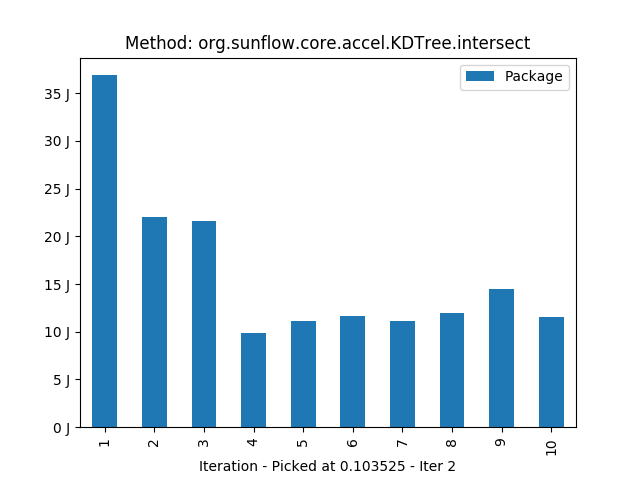 Method: org.sunflow.core.accel.KDTree.intersect
Package
35 J
30 J
25 J
20 J
15 J
10 J
5 J
0 J
1 2 3 4 5 6 7 8 9 10
Iteration - Picked at 0.103525 - Iter 2